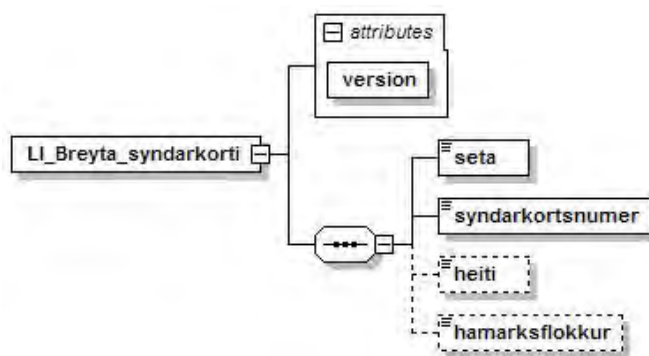 attributes
version
LI_Breyta_syndarkorti
seta
syndarkortsnumer
heiti
hamarksflokkur